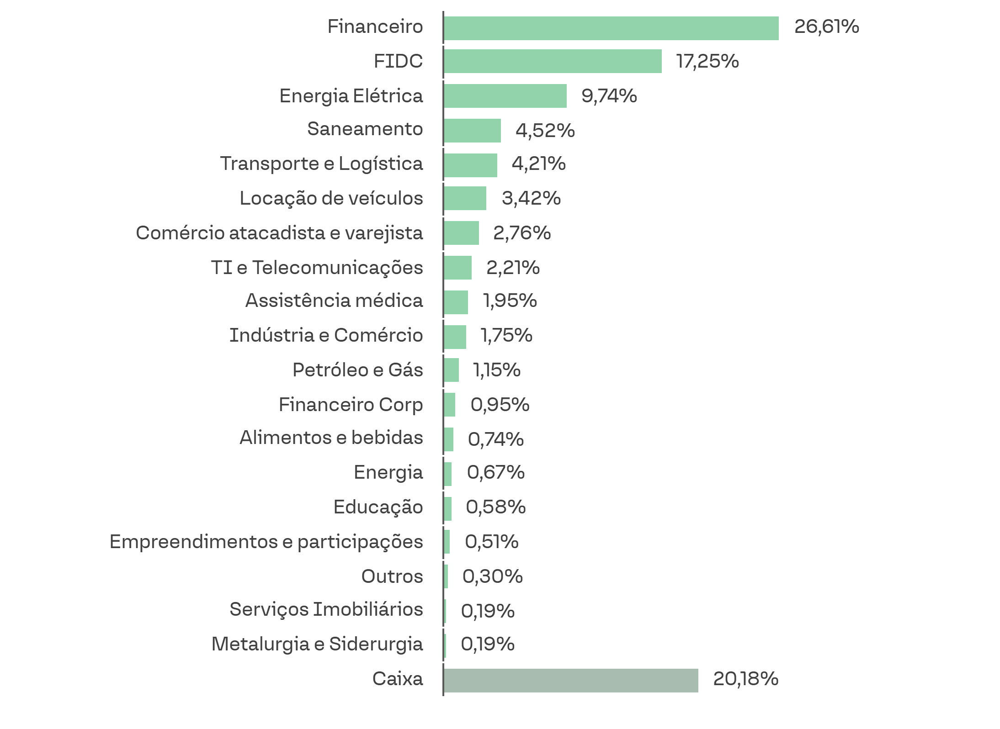 Financeiro 26,61%
FIDC 17,25%
Energia Elétrica 9,74%
Saneamento 4,52%
Transporte e Logística 4,21%
Locação de veículos 3,42%
Comércio atacadista e varejista 2,76%
TI e Telecomunicações 2,21%
Assistência médica 1,95%
Indústria e Comércio 1,75%
Petróleo e Gás 1,15%
Financeiro Corp 0,95%
Alimentos e bebidas 0,74%
Energia 0,67%
Educação 0,58%
Empreendimentos e participações 0,51%
Outros 0,30%
Serviços Imobiliários 0,19%
Metalurgia e Siderurgia 0,19%
Caixa 20,18%